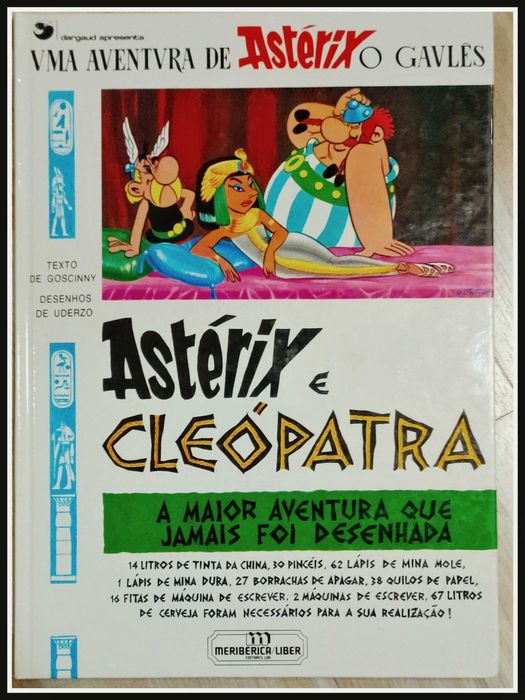 dargaud apresenta
VMA AVENTVRA DE Astérix O GAVLÊS
TEXTO
DE GOSCINNY
DESENHOS
DE UDERZO
Astérix E
CLEÓPATRA
A MAIOR AVENTURA QUE
JAMAIS FOI DESENHADA
14 LITROS DE TINTA DA CHINA, 30 PINCÉIS, 62 LÁPIS DE MINA MOLE,
1 LÁPIS DE MINA DURA, 27 BORRACHAS DE APAGAR, 38 QUILOS DE PAPEL,
16 FITAS DE MÁQUINA DE ESCREVER, 2 MÁQUINAS DE ESCREVER, 67 LITROS
DE CERVEJA FORAM NECESSÁRIOS PARA A SUA REALIZAÇÃO!
m
MERIBÉRICA/LIBER
EDITORES LDA